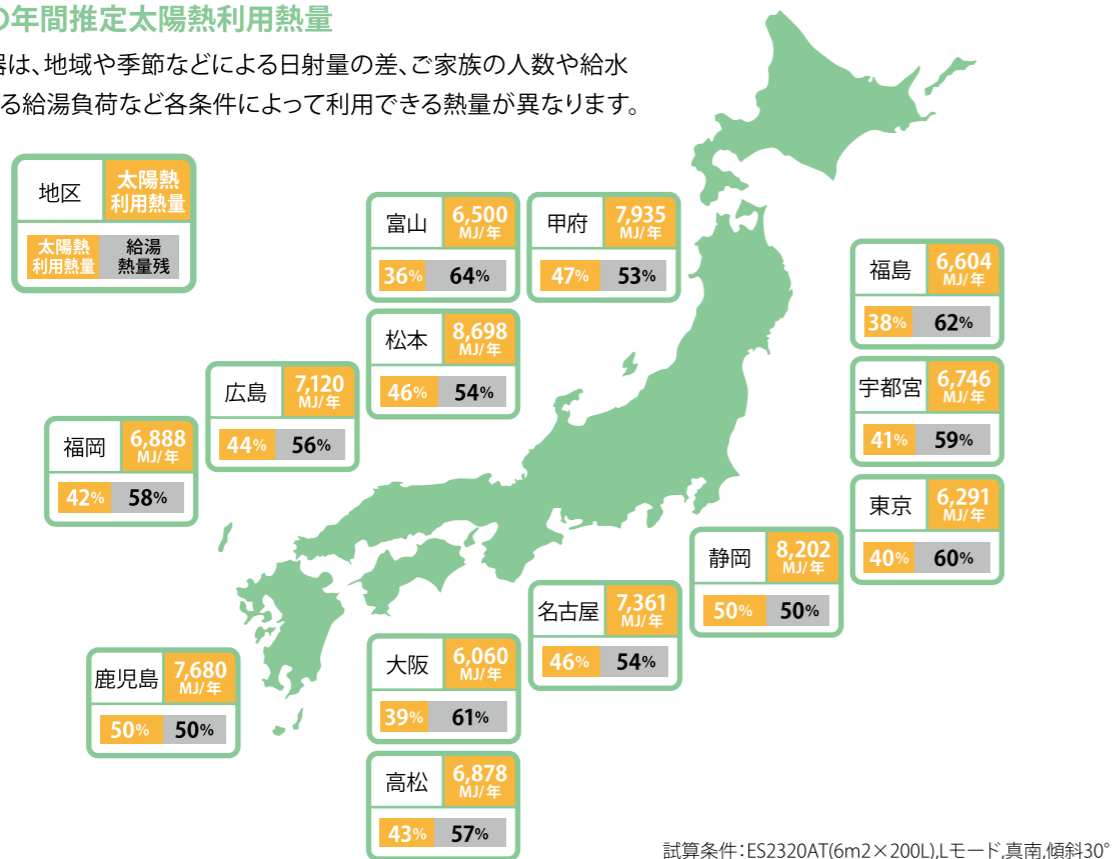 の年間推定太陽熱利用熱量
器は、地域や季節などによる日射量の差、ご家族の人数や給水
る給湯負荷など各条件によって利用できる熱量が異なります。
地区
太陽熱
利用熱量
太陽熱
利用熱量
給湯
熱量残
富山
6,500
MJ/年
36% 64%
甲府
7,935
MJ/年
47% 53%
福島
6,604
MJ/年
38% 62%
松本
8,698
MJ/年
46% 54%
宇都宮
6,746
MJ/年
41% 59%
広島
7,120
MJ/年
44% 56%
福岡
6,888
MJ/年
42% 58%
東京
6,291
MJ/年
40% 60%
静岡
8,202
MJ/年
50% 50%
名古屋
7,361
MJ/年
46% 54%
大阪
6,060
MJ/年
39% 61%
鹿児島
7,680
MJ/年
50% 50%
高松
6,878
MJ/年
43% 57%
試算条件：ES2320AT(6m2×200L),Lモード,真南,傾斜30°